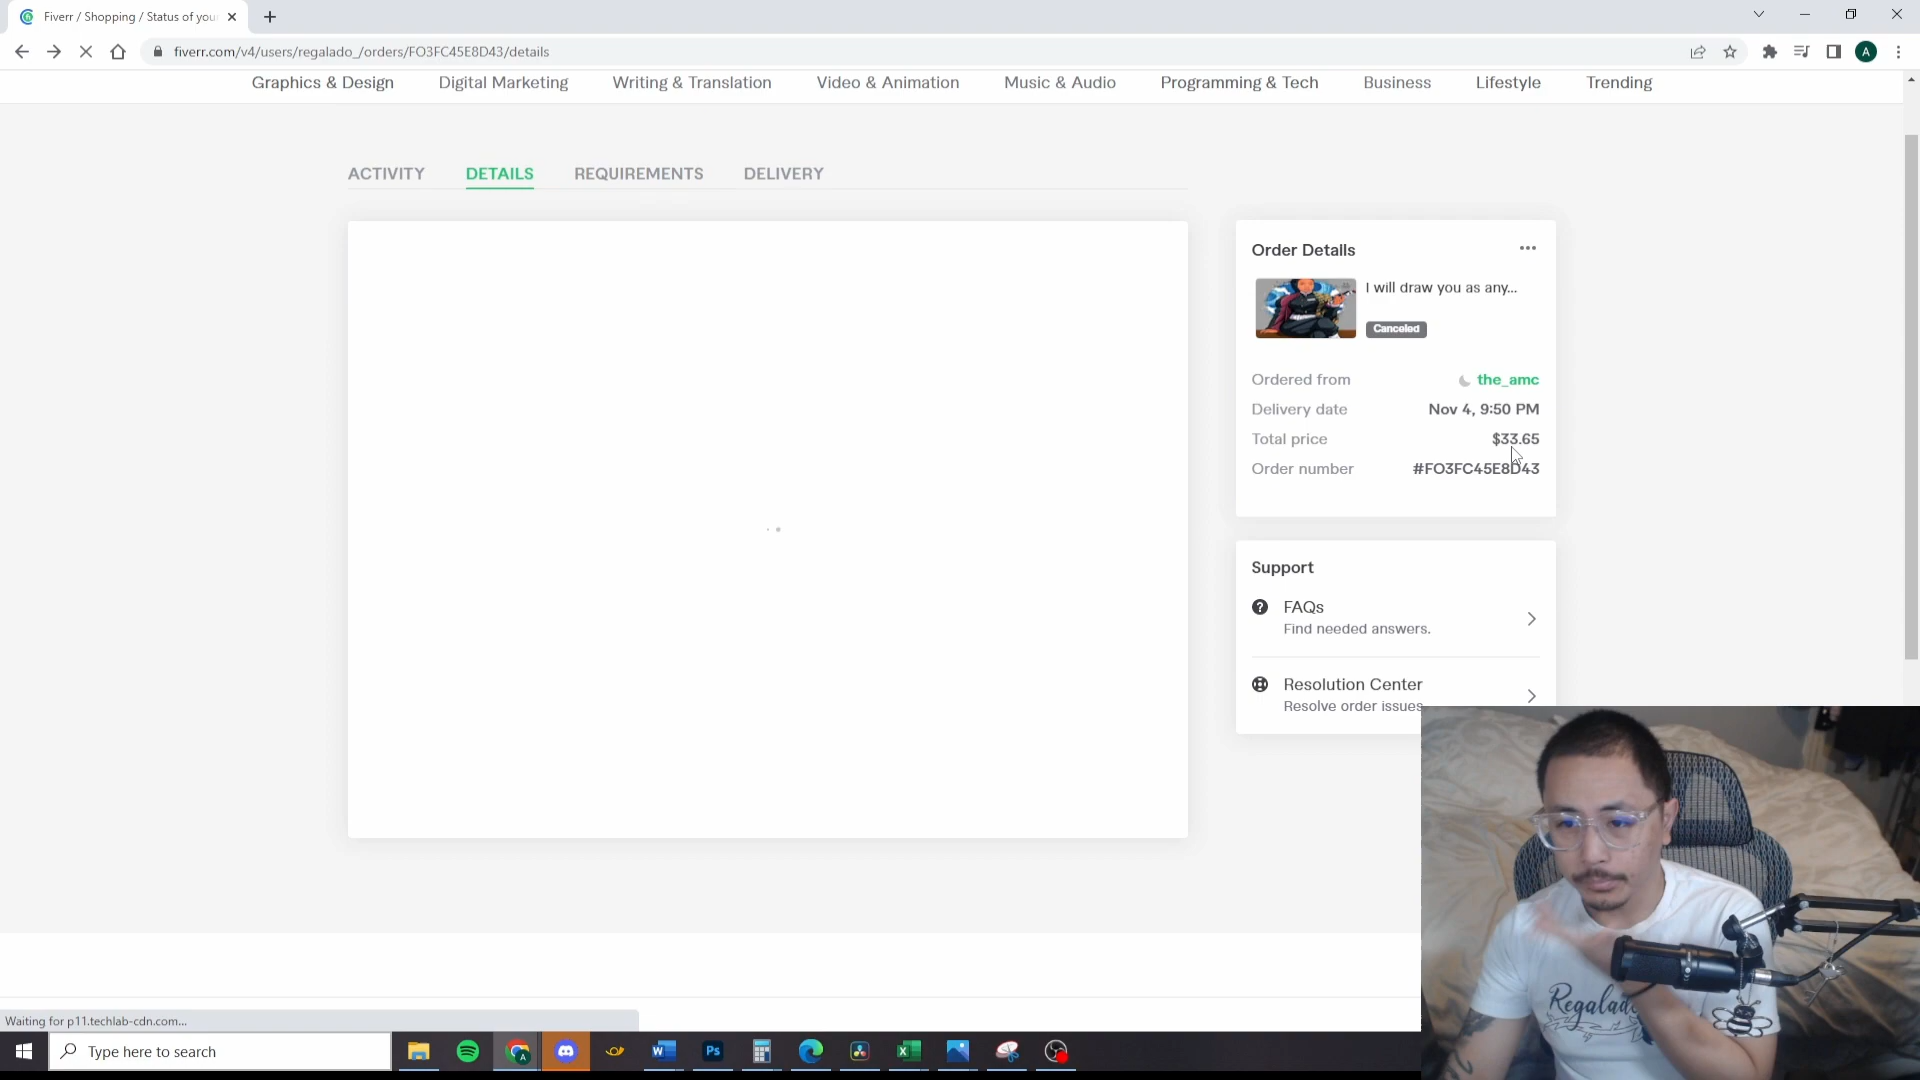 Fiverr / Shopping / Status of you
fiverr.com/v4/users/regalado_/orders/FO3FC45E8D43/details
A
Graphics & Design Digital Marketing Writing & Translation Video & Animation Music & Audio Programming & Tech Business Lifestyle Trending
ACTIVITY DETAILS REQUIREMENTS DELIVERY
Order Details
I will draw you as any...
Canceled
Ordered from the_amc
Delivery date Nov 4, 9:50 PM
Total price $33.65
Order number #FO3FC45E8D43
Support
FAQs
Find needed answers.
Resolution Center
Resolve order issues
Regalado
Waiting for p11.techlab-cdn.com...
Type here to search